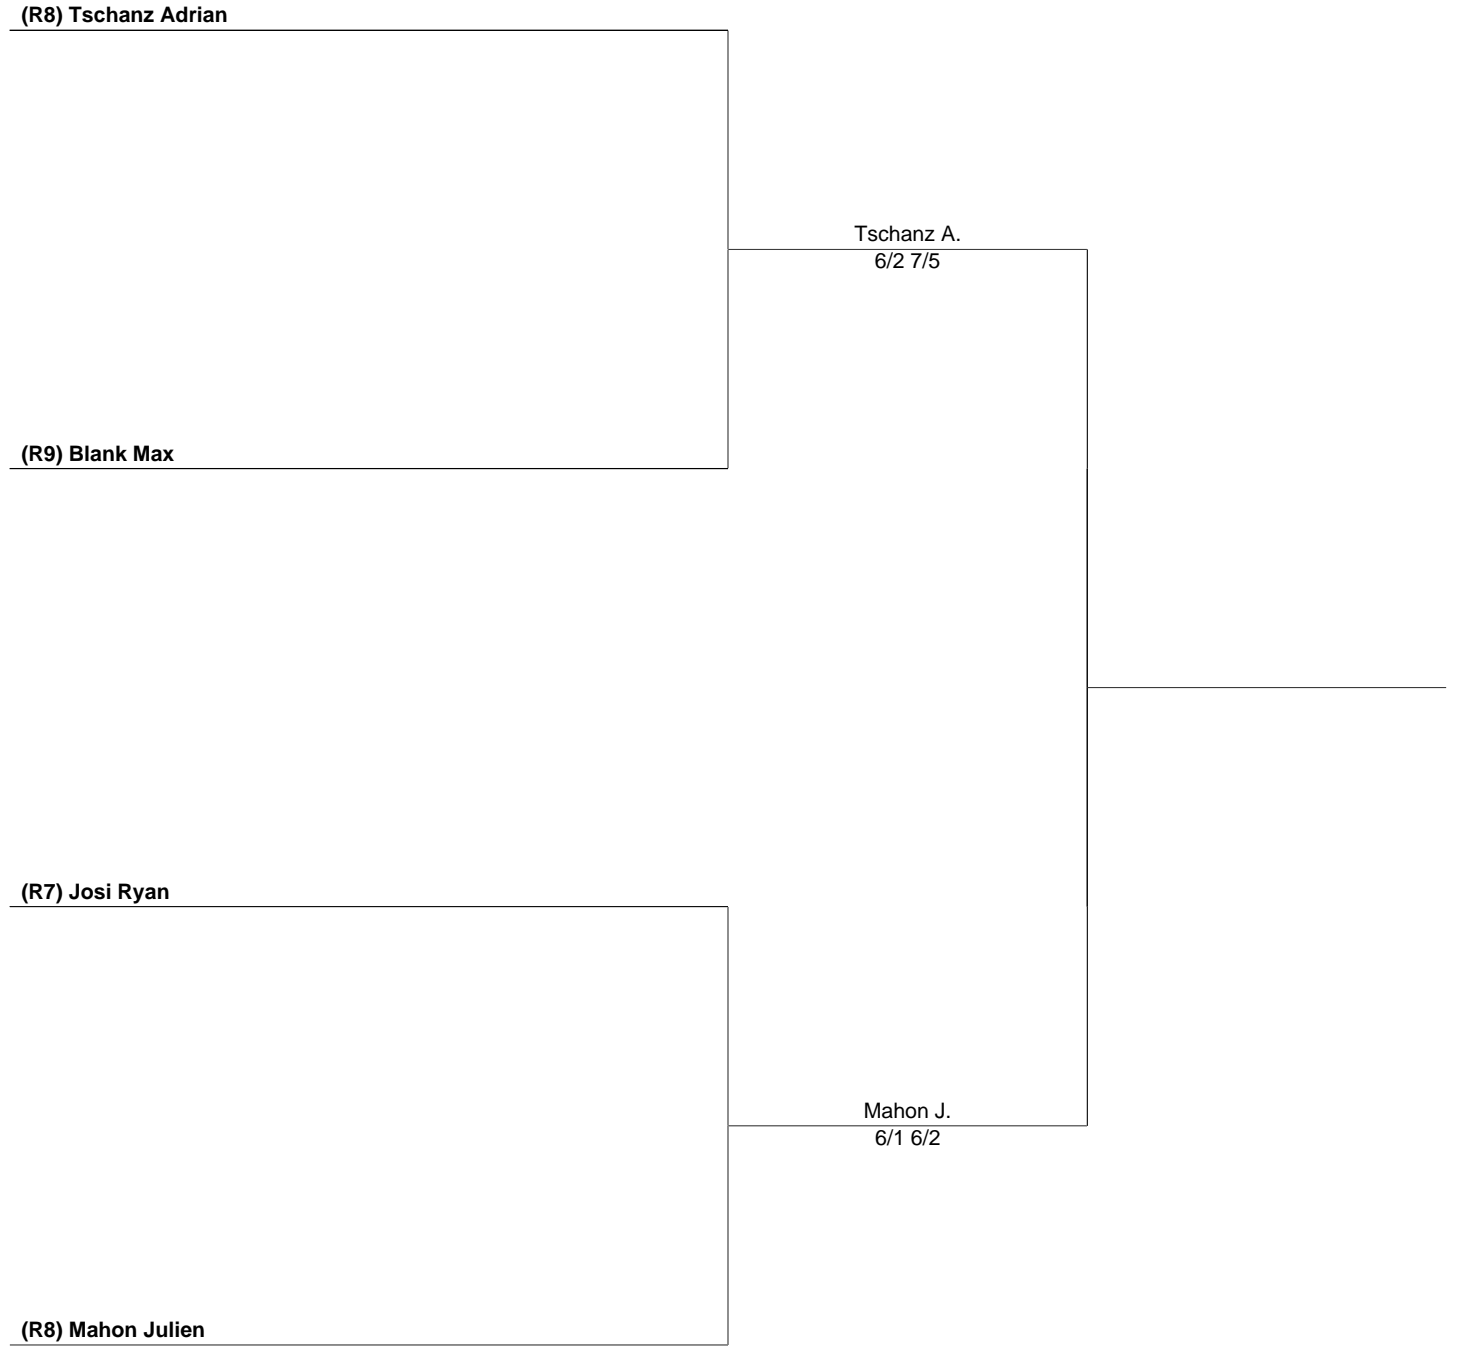 (R8) Tschanz Adrian
Tschanz A.
6/2 7/5
(R9) Blank Max
(R7) Josi Ryan
Mahon J.
6/1 6/2
(R8) Mahon Julien